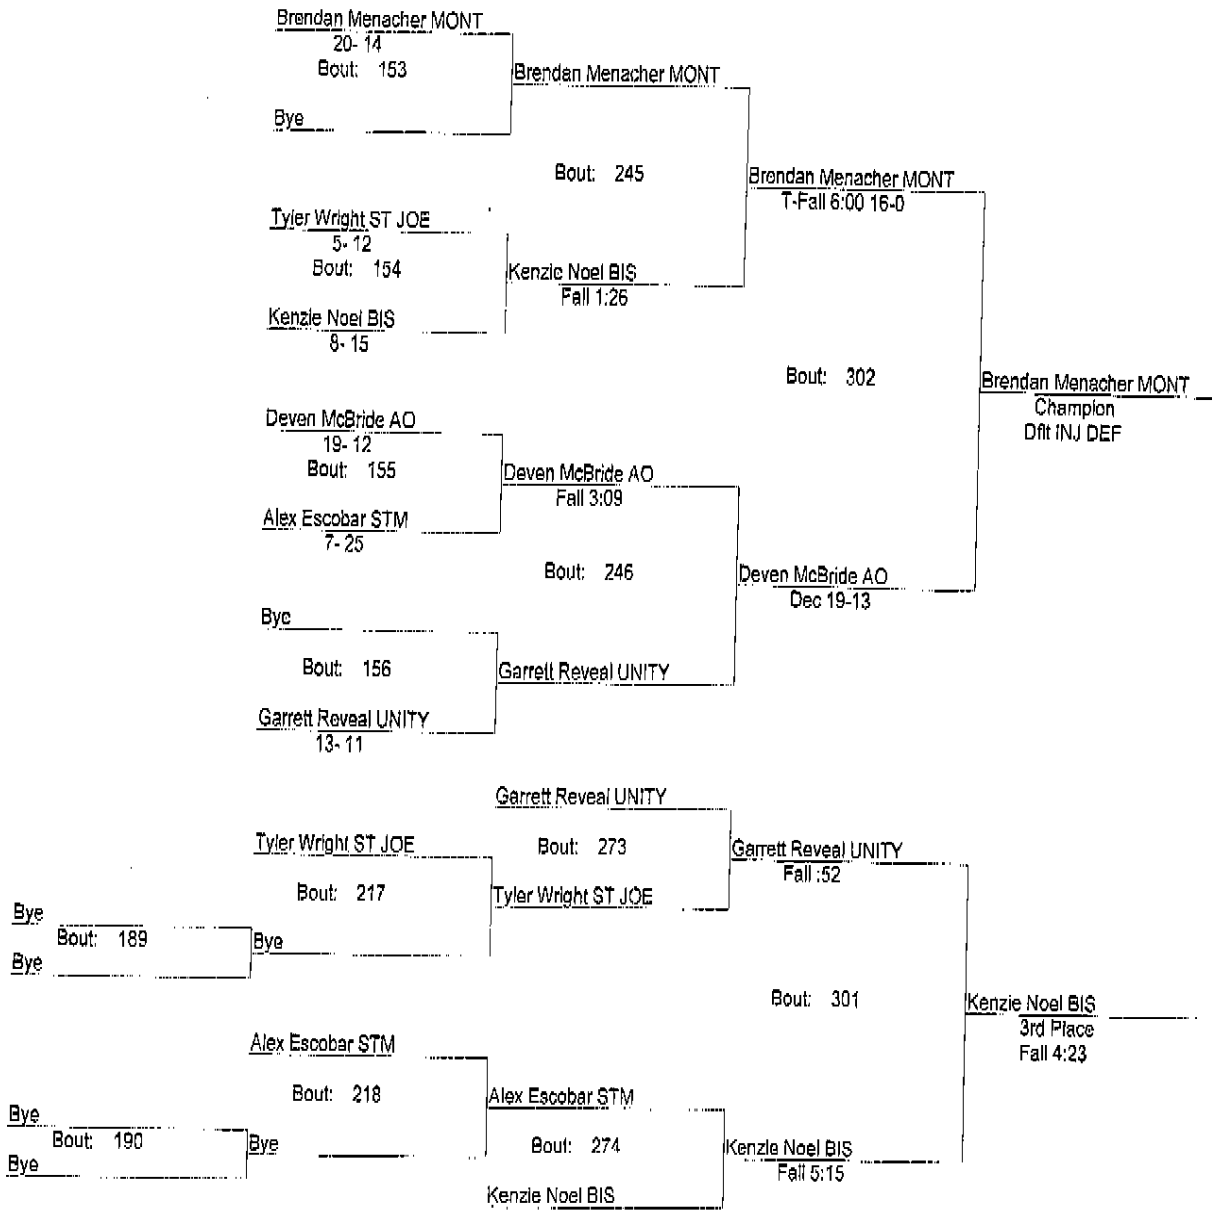 Brendan Menacher MONT
20- 14
Bout: 153
Brendan Menacher MONT
Bye
Bout: 245
Brendan Menacher MONT
T-Fall 6:00 16-0
Tyler Wright ST JOE
5- 12
Bout: 154
Kenzie Noel BIS
Fall 1:26
Kenzie Noel BIS
8- 15
Bout: 302
Brendan Menacher MONT
Champion
Dflt INJ DEF
Deven McBride AO
19- 12
Bout: 155
Deven McBride AO
Fall 3:09
Alex Escobar STM
7- 25
Bout: 246
Deven McBride AO
Dec 19-13
Bye
Bout: 156
Garrett Reveal UNITY
Garrett Reveal UNITY
13- 11
Garrett Reveal UNITY
Tyler Wright ST JOE
Bout: 273
Garrett Reveal UNITY
Fall :52
Bout: 217
Tyler Wright ST JOE
Bye
Bout: 189
Bye
Bye
Bout: 301
Kenzie Noel BIS
3rd Place
Fall 4:23
Alex Escobar STM
Bout: 218
Alex Escobar STM
Bye
Bout: 190
Bye
Bye
Bout: 274
Kenzie Noel BIS
Fall 5:15
Kenzie Noel BIS